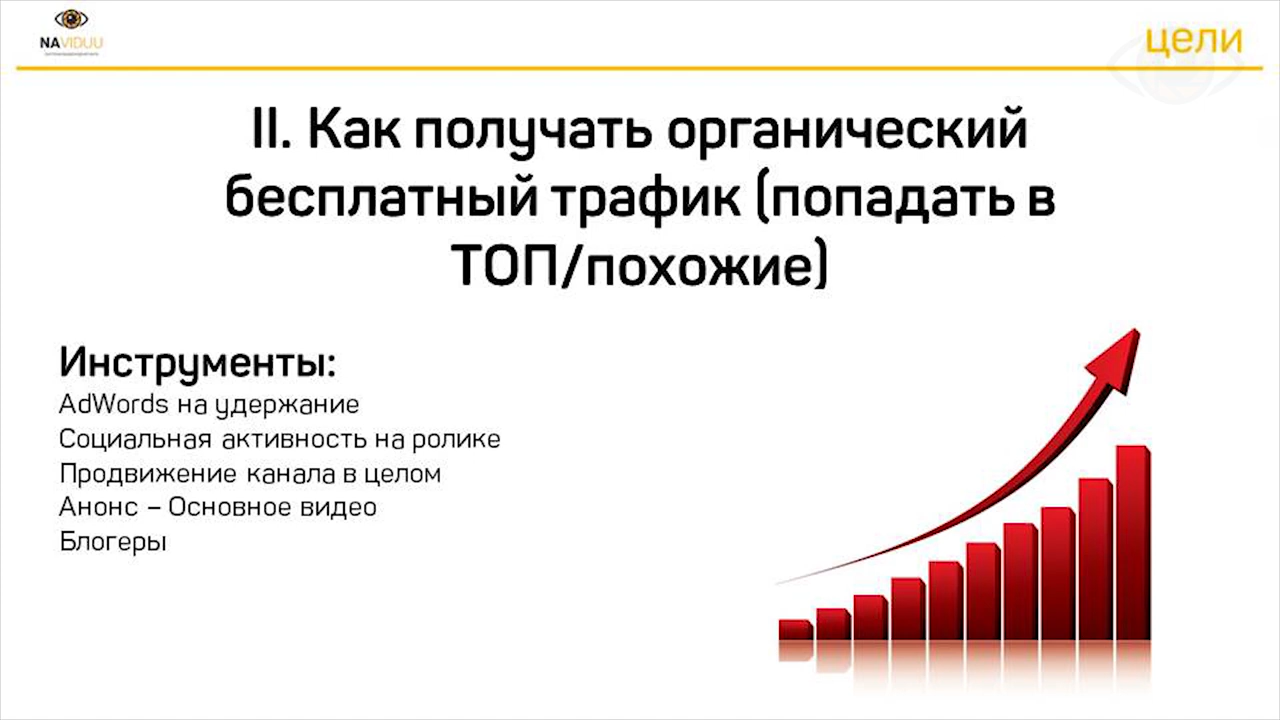 NAVIDUU
цели
II. Как получать органический
бесплатный трафик (попадать в
ТОП/похожие)
Инструменты:
AdWords на удержание
Социальная активность на ролике
Продвижение канала в целом
Анонс – Основное видео
Блогеры